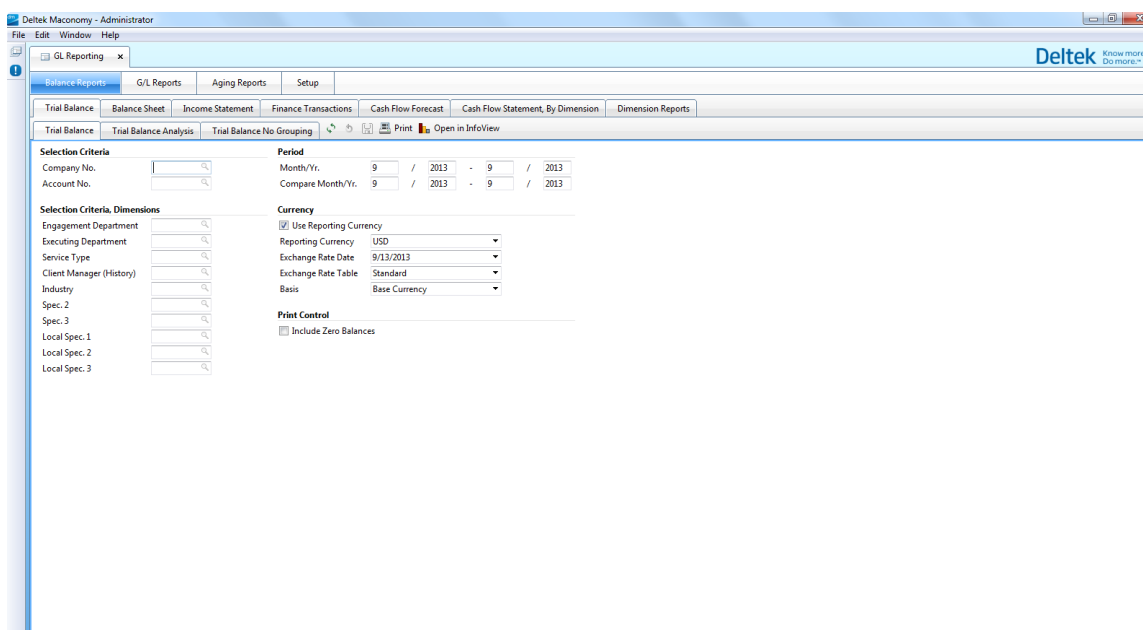 Deltek Maconomy - Administrator
File Edit Window Help
GL Reporting
Deltek Know more. Do more.™
Balance Reports G/L Reports Aging Reports Setup
Trial Balance Balance Sheet Income Statement Finance Transactions Cash Flow Forecast Cash Flow Statement, By Dimension Dimension Reports
Trial Balance Trial Balance Analysis Trial Balance No Grouping Print Open in InfoView
Selection Criteria Period
Company No. Month/Yr. 9 / 2013 - 9 / 2013
Account No. Compare Month/Yr. 9 / 2013 - 9 / 2013
Selection Criteria, Dimensions Currency
Engagement Department Use Reporting Currency
Executing Department Reporting Currency USD
Service Type Exchange Rate Date 9/13/2013
Client Manager (History) Exchange Rate Table Standard
Industry Basis Base Currency
Spec. 2
Spec. 3 Print Control
Local Spec. 1 Include Zero Balances
Local Spec. 2
Local Spec. 3